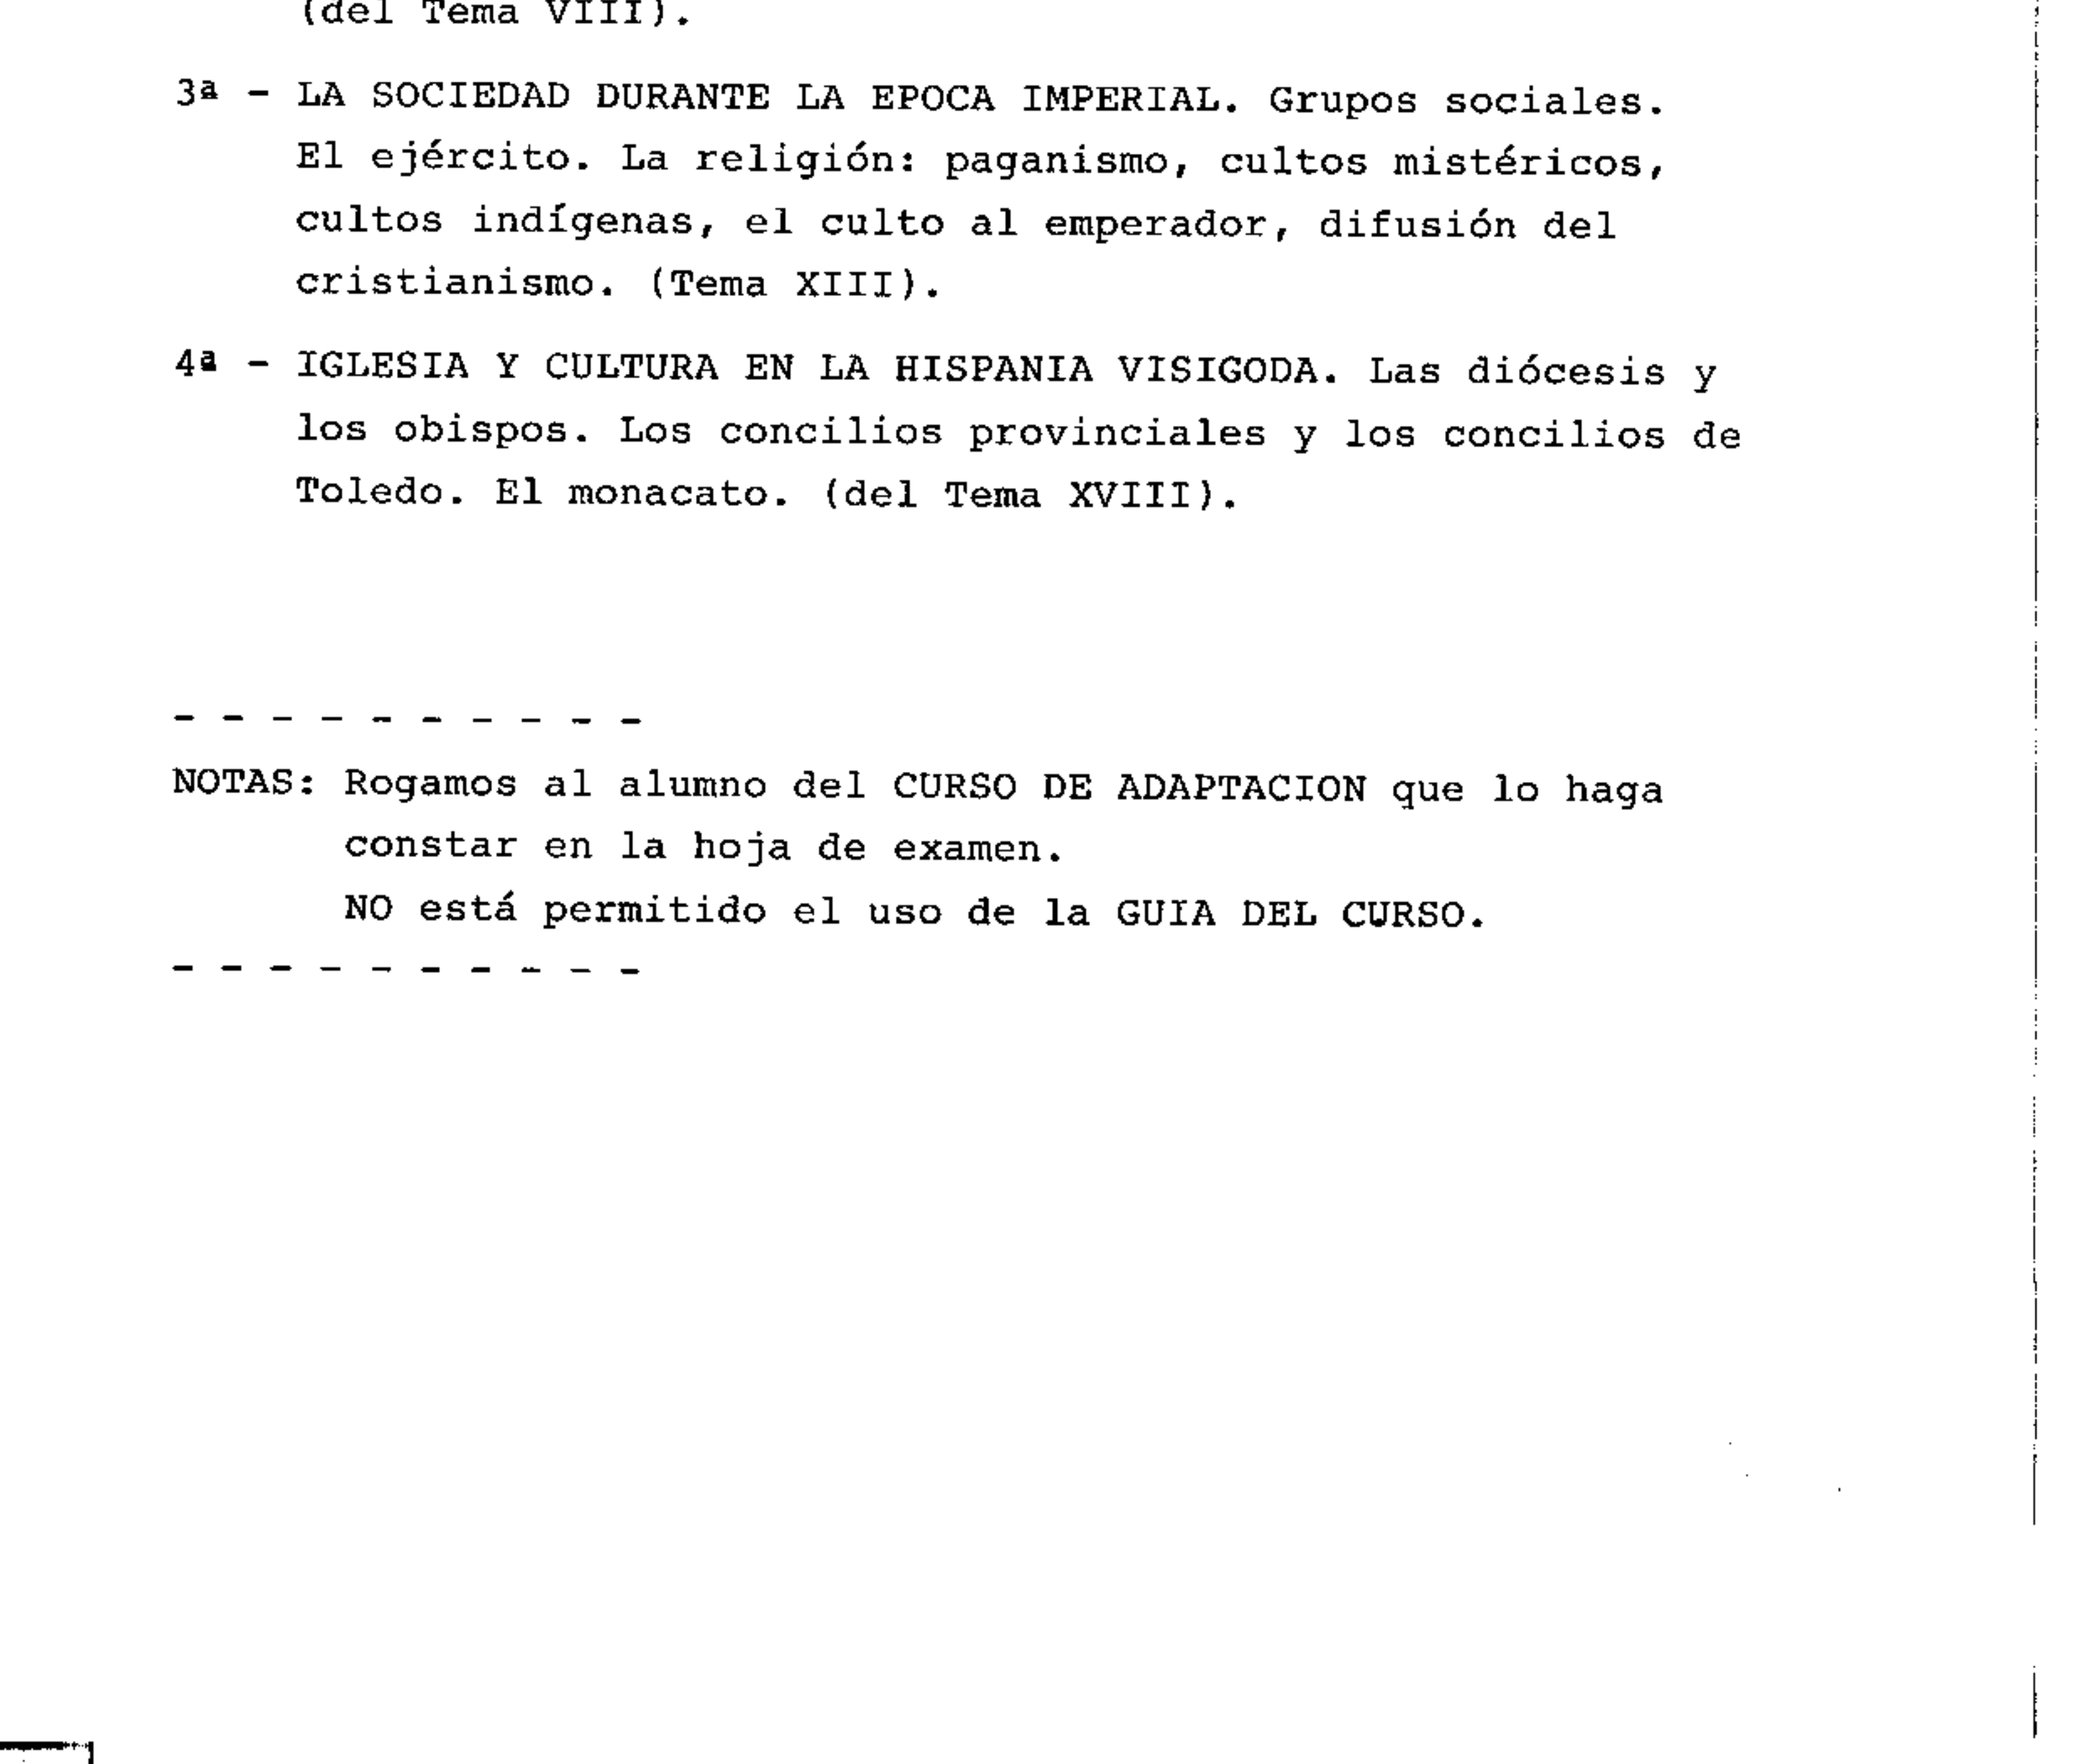 (del Tema VIII).
3ª - LA SOCIEDAD DURANTE LA EPOCA IMPERIAL. Grupos sociales.
El ejército. La religión: paganismo, cultos mistéricos,
cultos indígenas, el culto al emperador, difusión del
cristianismo. (Tema XIII).
4ª - IGLESIA Y CULTURA EN LA HISPANIA VISIGODA. Las diócesis y
los obispos. Los concilios provinciales y los concilios de
Toledo. El monacato. (del Tema XVIII).
- - - - - - - - - -
NOTAS: Rogamos al alumno del CURSO DE ADAPTACION que lo haga
constar en la hoja de examen.
NO está permitido el uso de la GUIA DEL CURSO.
- - - - - - - - - -